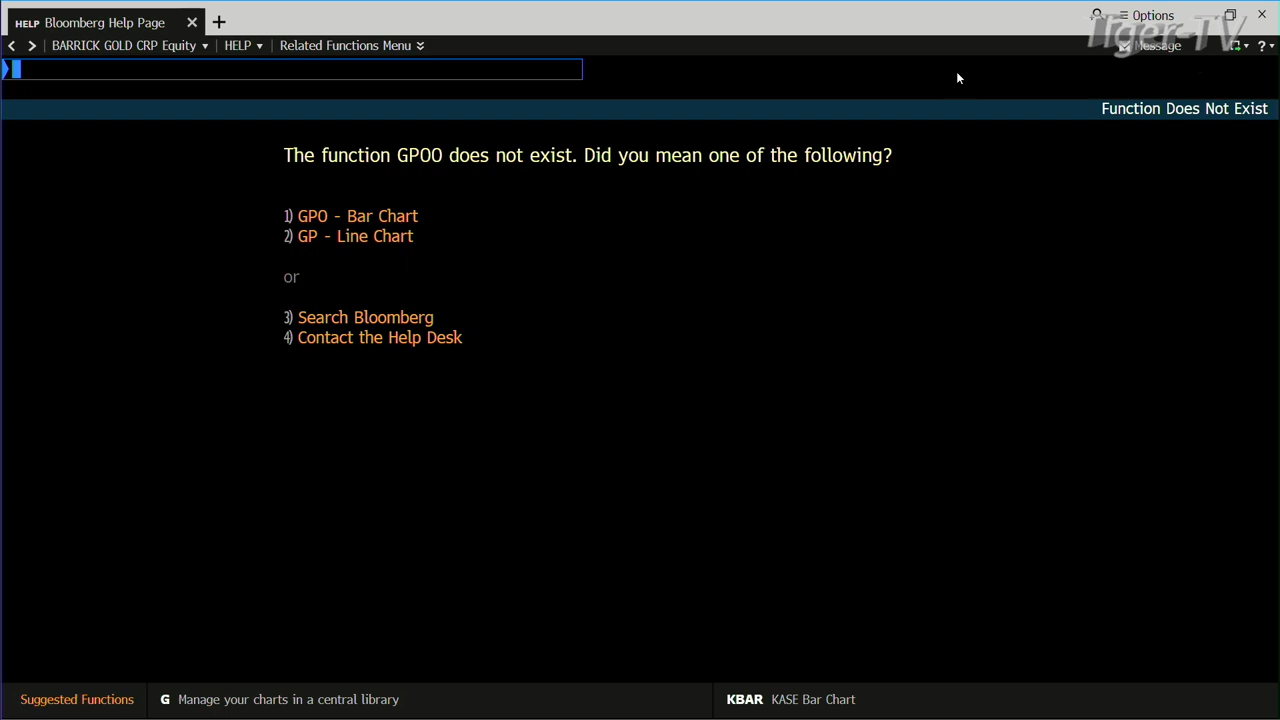 HELP Bloomberg Help Page
Options
BARRICK GOLD CRP Equity HELP Related Functions Menu Message ?
Tiger-TV
Function Does Not Exist
The function GPOO does not exist. Did you mean one of the following?
1) GPO - Bar Chart
2) GP - Line Chart
or
3) Search Bloomberg
4) Contact the Help Desk
Suggested Functions G Manage your charts in a central library KBAR KASE Bar Chart